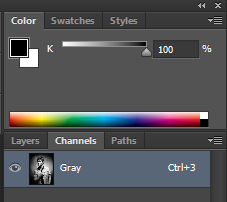 Color Swatches Styles
K 100 %
Layers Channels Paths
Gray Ctrl+3